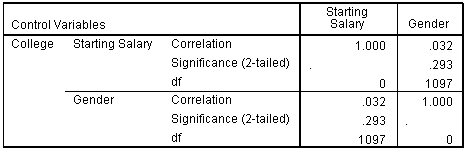 Control Variables Starting Salary Gender
College Starting Salary Correlation 1.000 .032
Significance (2-tailed) . .293
df 0 1097
Gender Correlation .032 1.000
Significance (2-tailed) .293 .
df 1097 0